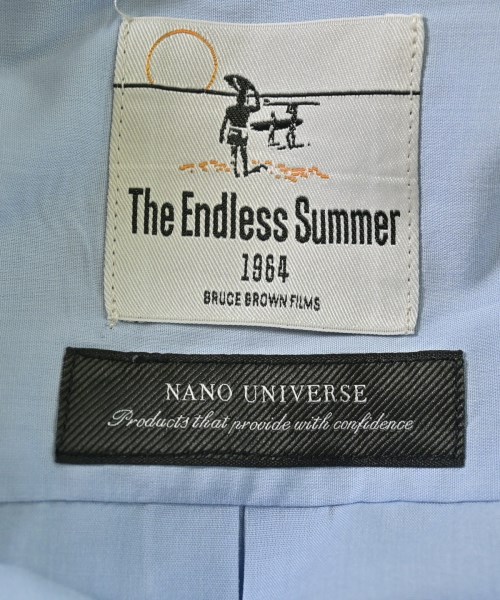 The Endless Summer
1964
BRUCE BROWN FILMS
NANO UNIVERSE
Products that provide with confidence